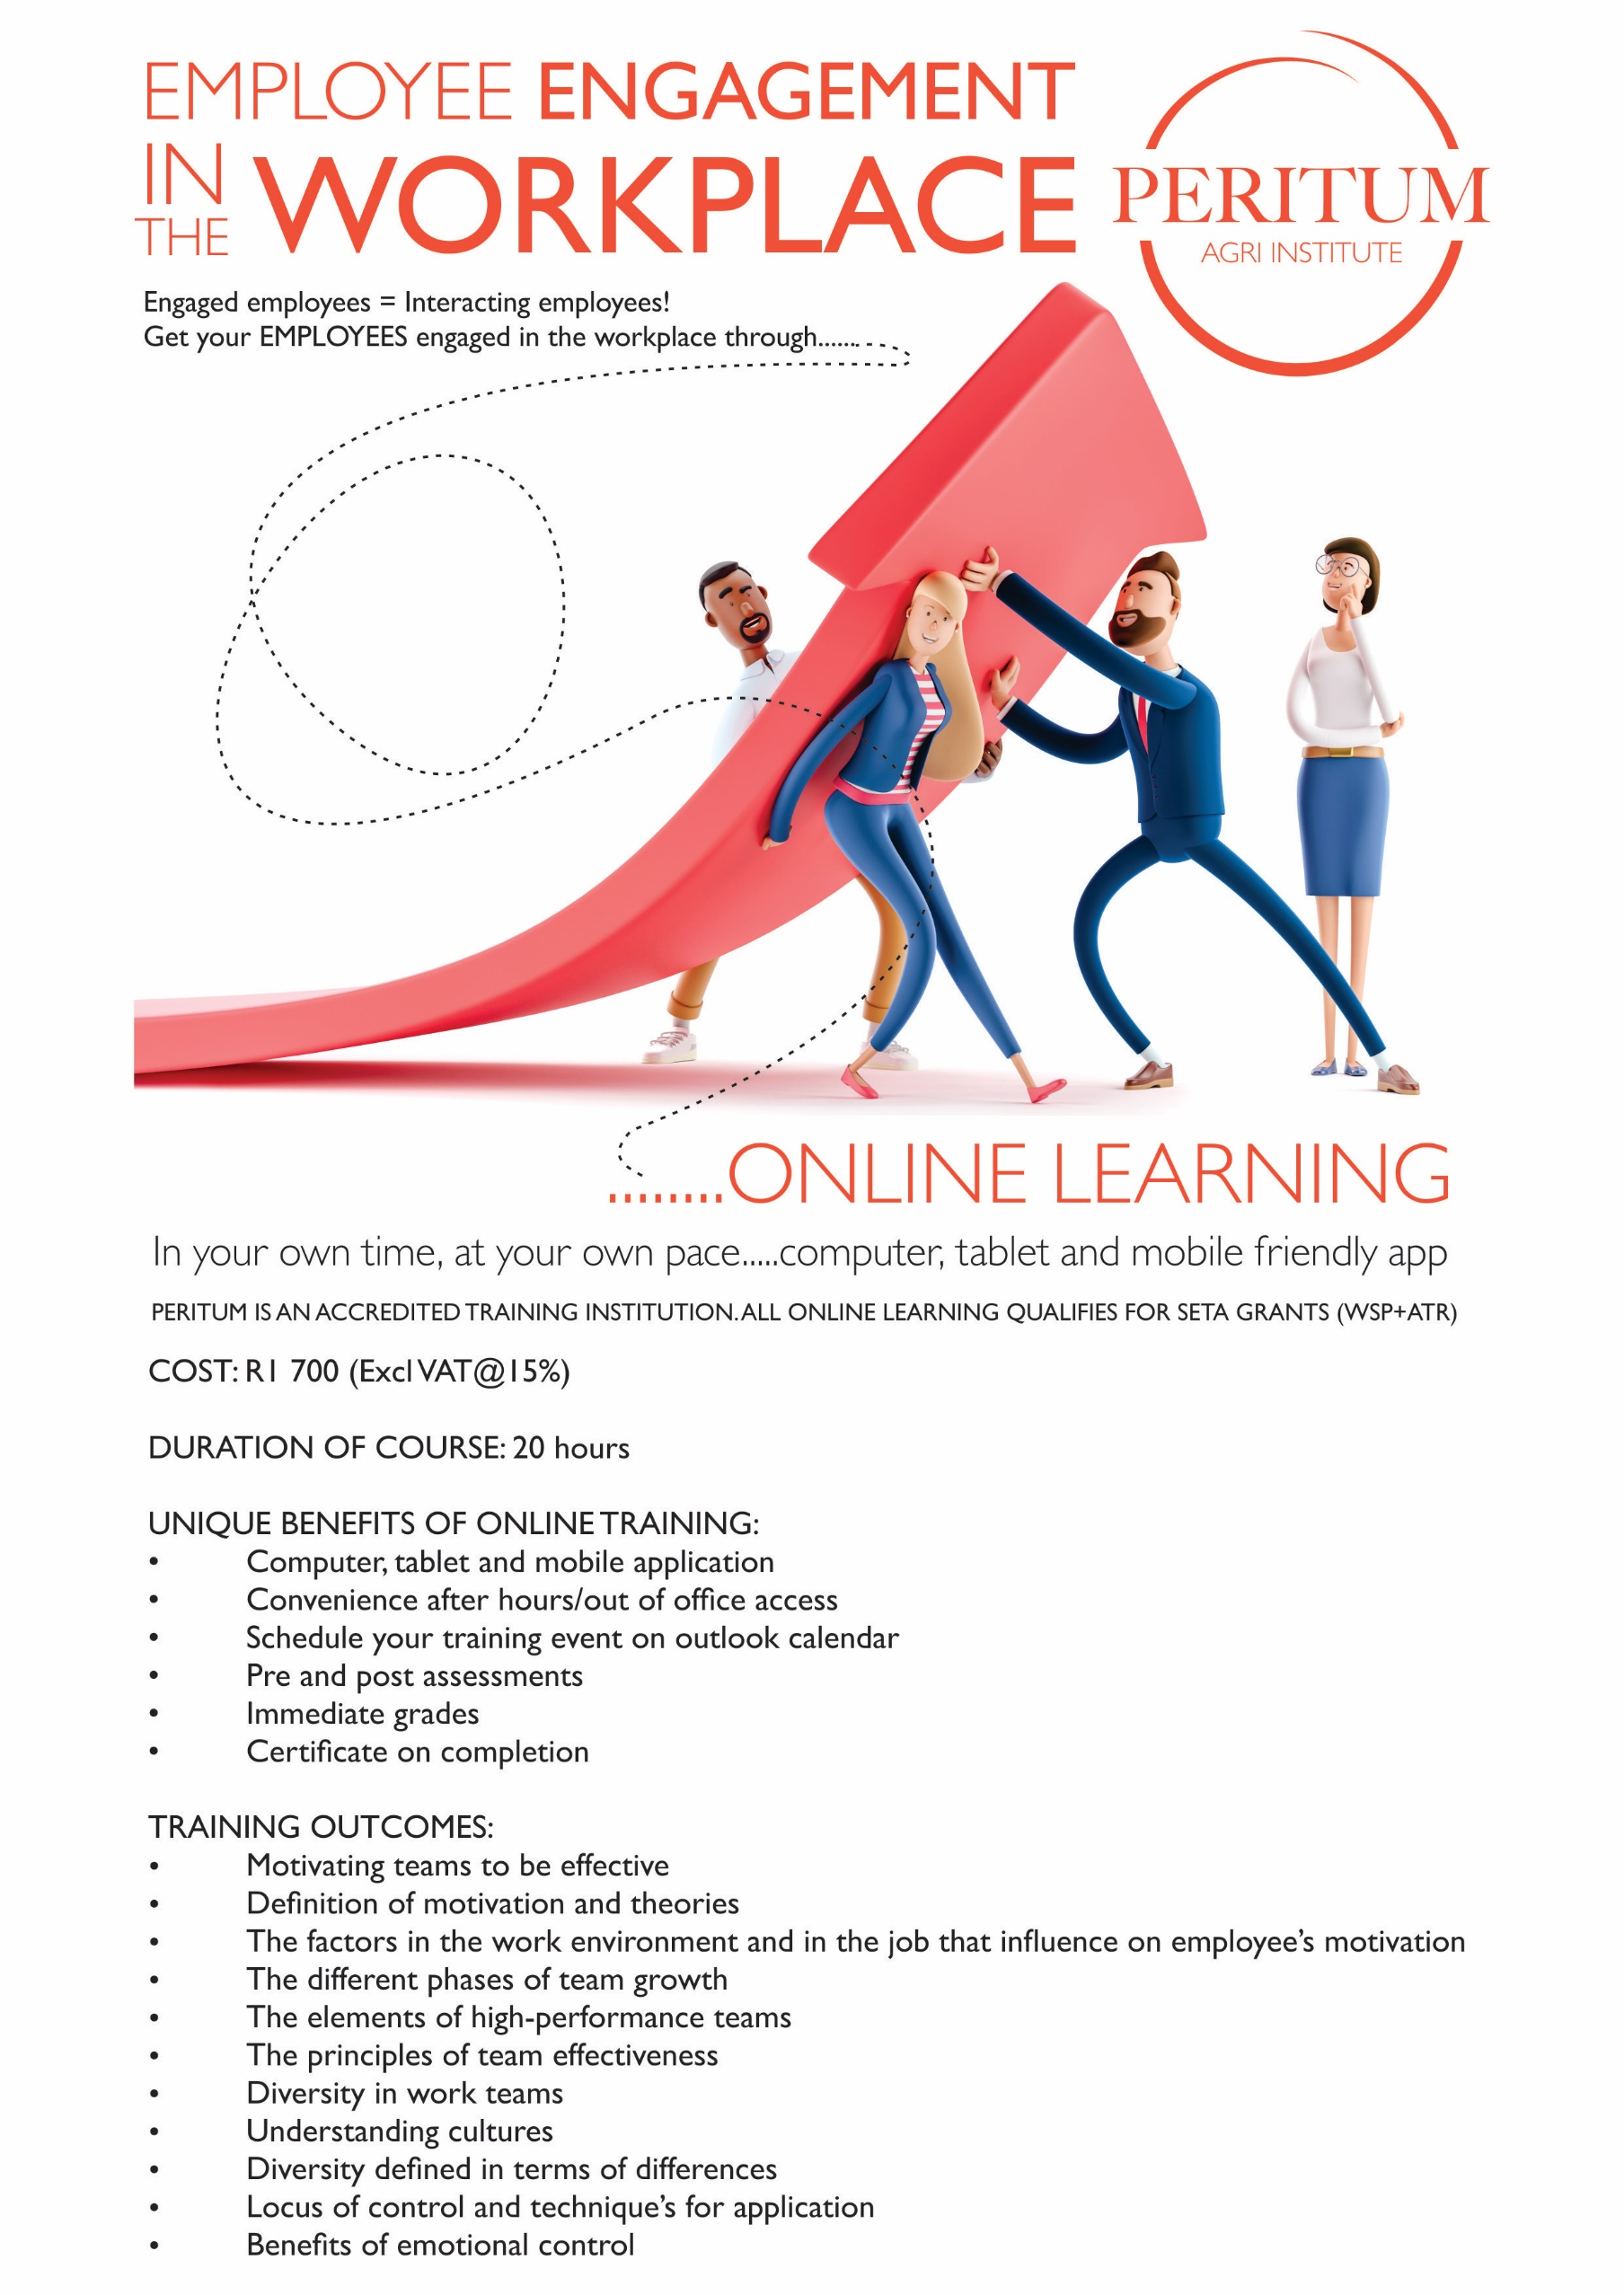 EMPLOYEE ENGAGEMENT
IN THE WORKPLACE
PERITUM
AGRI INSTITUTE
Engaged employees = Interacting employees!
Get your EMPLOYEES engaged in the workplace through......
........ONLINE LEARNING
In your own time, at your own pace.....computer, tablet and mobile friendly app
PERITUM IS AN ACCREDITED TRAINING INSTITUTION. ALL ONLINE LEARNING QUALIFIES FOR SETA GRANTS (WSP+ATR)
COST: R1 700 (Excl VAT@15%)
DURATION OF COURSE: 20 hours
UNIQUE BENEFITS OF ONLINE TRAINING:
• Computer, tablet and mobile application
• Convenience after hours/out of office access
• Schedule your training event on outlook calendar
• Pre and post assessments
• Immediate grades
• Certificate on completion
TRAINING OUTCOMES:
• Motivating teams to be effective
• Definition of motivation and theories
• The factors in the work environment and in the job that influence on employee’s motivation
• The different phases of team growth
• The elements of high-performance teams
• The principles of team effectiveness
• Diversity in work teams
• Understanding cultures
• Diversity defined in terms of differences
• Locus of control and technique’s for application
• Benefits of emotional control